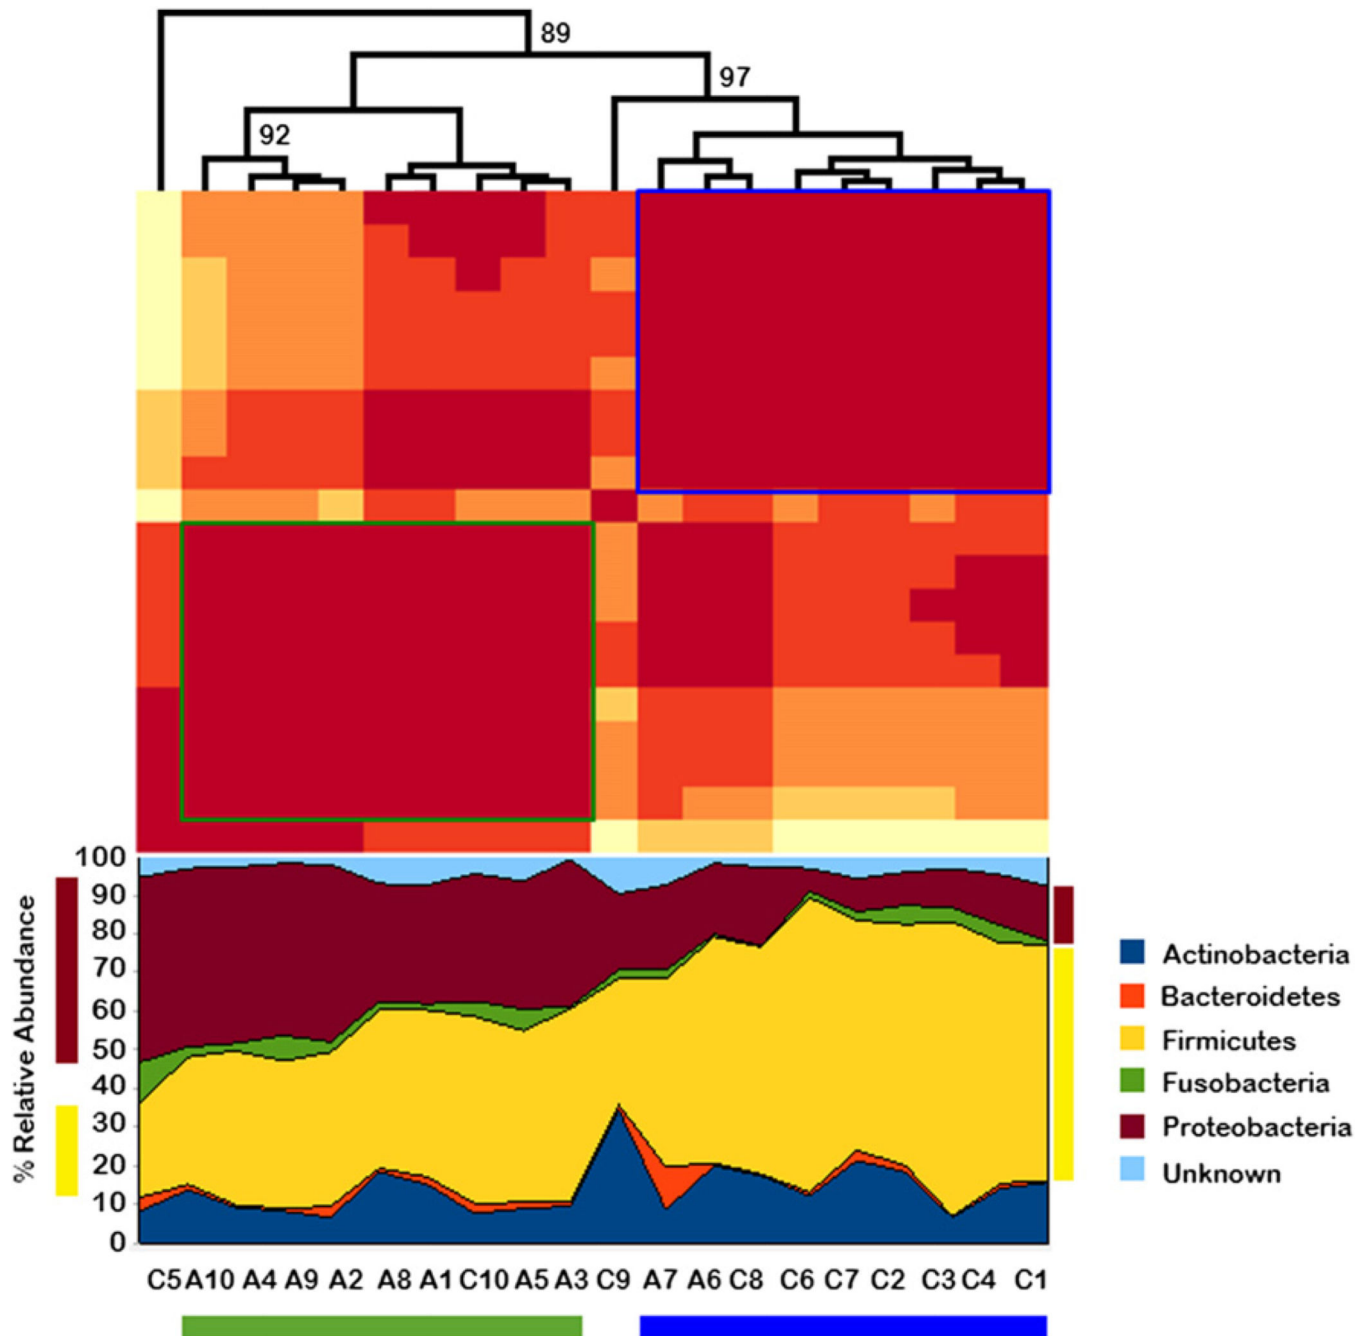 89
97
92
100
90
80
70
60
50
40
30
20
10
0
% Relative Abundance
Actinobacteria
Bacteroidetes
Firmicutes
Fusobacteria
Proteobacteria
Unknown
C5 A10 A4 A9 A2 A8 A1 C10 A5 A3 C9 A7 A6 C8 C6 C7 C2 C3 C4 C1